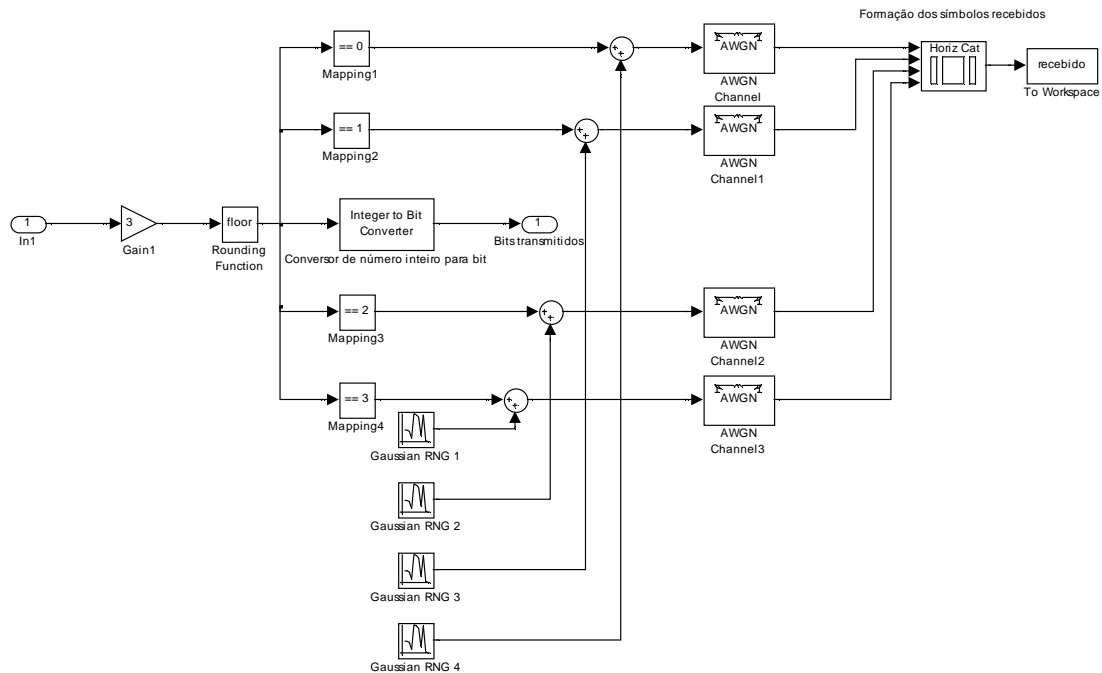 Formação dos símbolos recebidos
== 0
Mapping1
AWGN
AWGN
Channel
Horiz Cat
recebido
To Workspace
== 1
Mapping2
AWGN
AWGN
Channel1
1
In1
3
Gain1
floor
Rounding
Function
Integer to Bit
Converter
Conversor de número inteiro para bit
1
Bits transmitidos
== 2
Mapping3
AWGN
AWGN
Channel2
== 3
Mapping4
AWGN
AWGN
Channel3
Gaussian RNG 1
Gaussian RNG 2
Gaussian RNG 3
Gaussian RNG 4